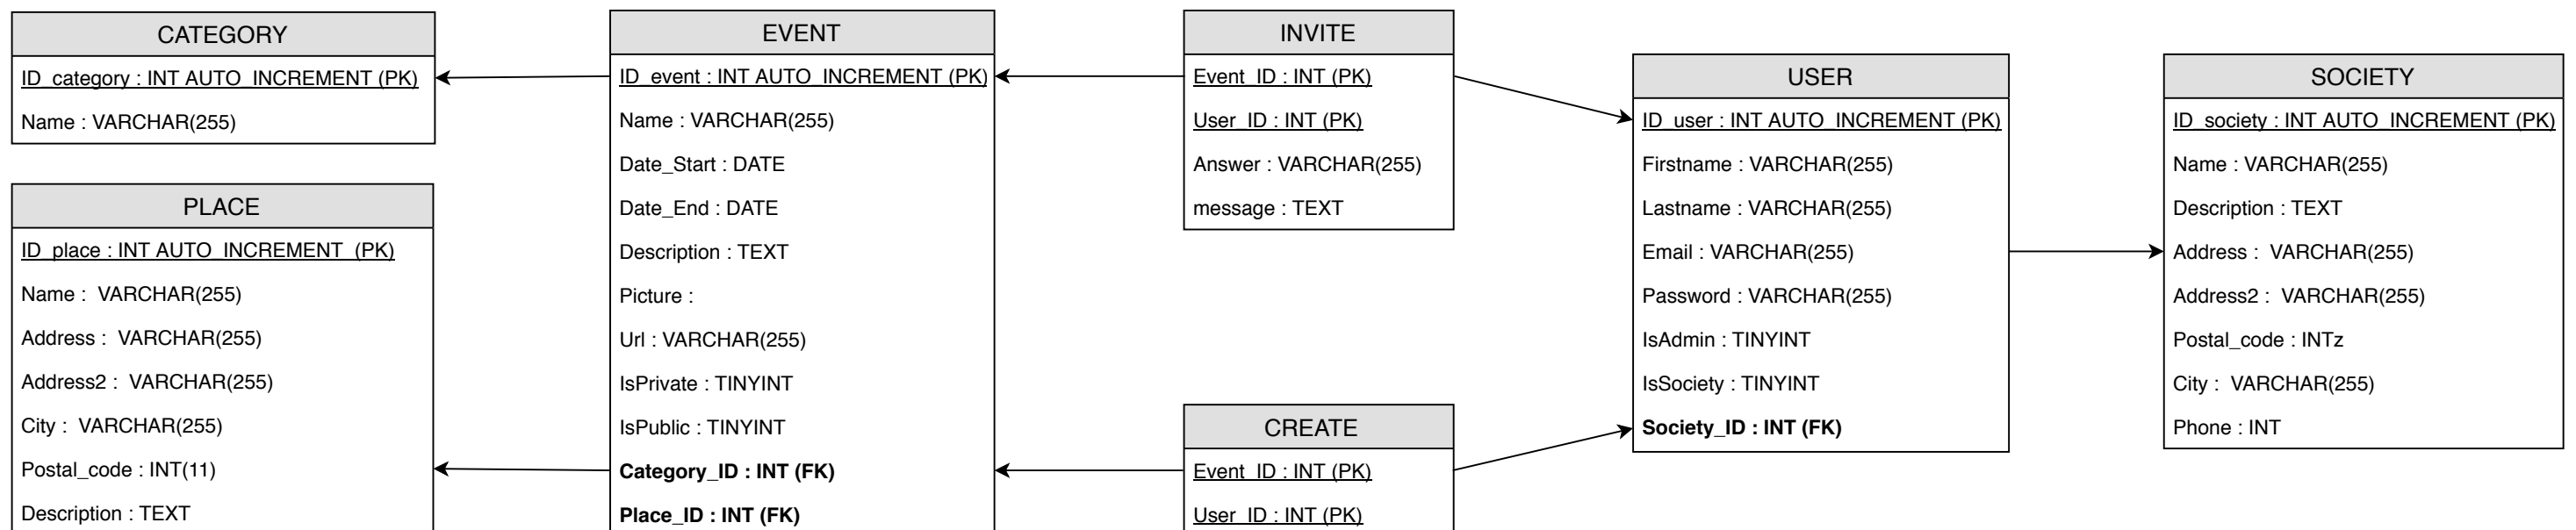 CATEGORY
ID_category : INT AUTO_INCREMENT (PK)
Name : VARCHAR(255)
PLACE
ID_place : INT AUTO_INCREMENT (PK)
Name : VARCHAR(255)
Address : VARCHAR(255)
Address2 : VARCHAR(255)
City : VARCHAR(255)
Postal_code : INT(11)
Description : TEXT
EVENT
ID_event : INT AUTO_INCREMENT (PK)
Name : VARCHAR(255)
Date_Start : DATE
Date_End : DATE
Description : TEXT
Picture :
Url : VARCHAR(255)
IsPrivate : TINYINT
IsPublic : TINYINT
Category_ID : INT (FK)
Place_ID : INT (FK)
INVITE
Event_ID : INT (PK)
User_ID : INT (PK)
Answer : VARCHAR(255)
message : TEXT
CREATE
Event_ID : INT (PK)
User_ID : INT (PK)
USER
ID_user : INT AUTO_INCREMENT (PK)
Firstname : VARCHAR(255)
Lastname : VARCHAR(255)
Email : VARCHAR(255)
Password : VARCHAR(255)
IsAdmin : TINYINT
IsSociety : TINYINT
Society_ID : INT (FK)
SOCIETY
ID_society : INT AUTO_INCREMENT (PK)
Name : VARCHAR(255)
Description : TEXT
Address : VARCHAR(255)
Address2 : VARCHAR(255)
Postal_code : INTz
City : VARCHAR(255)
Phone : INT